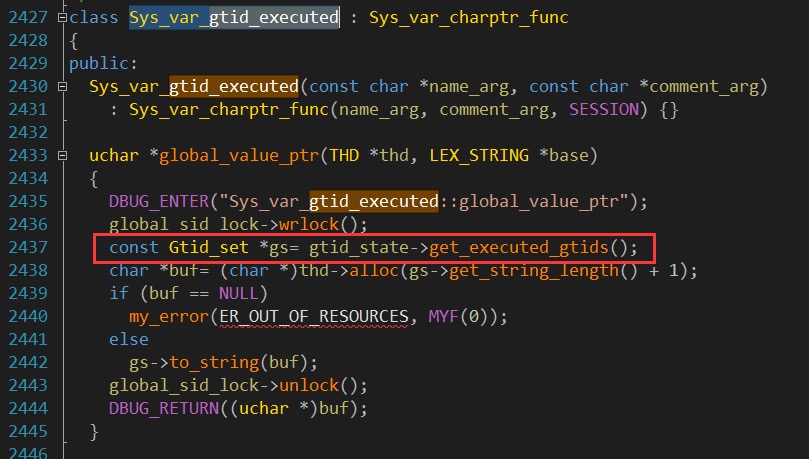 2427 class Sys_var_gtid_executed : Sys_var_charptr_func
2428 {
2429 public:
2430 Sys_var_gtid_executed(const char *name_arg, const char *comment_arg)
2431 : Sys_var_charptr_func(name_arg, comment_arg, SESSION) {}
2432
2433 uchar *global_value_ptr(THD *thd, LEX_STRING *base)
2434 {
2435 DBUG_ENTER("Sys_var_gtid_executed::global_value_ptr");
2436 global_sid_lock->wrlock();
2437 const Gtid_set *gs= gtid_state->get_executed_gtids();
2438 char *buf= (char *)thd->alloc(gs->get_string_length() + 1);
2439 if (buf == NULL)
2440 my_error(ER_OUT_OF_RESOURCES, MYF(0));
2441 else
2442 gs->to_string(buf);
2443 global_sid_lock->unlock();
2444 DBUG_RETURN((uchar *)buf);
2445 }
2446